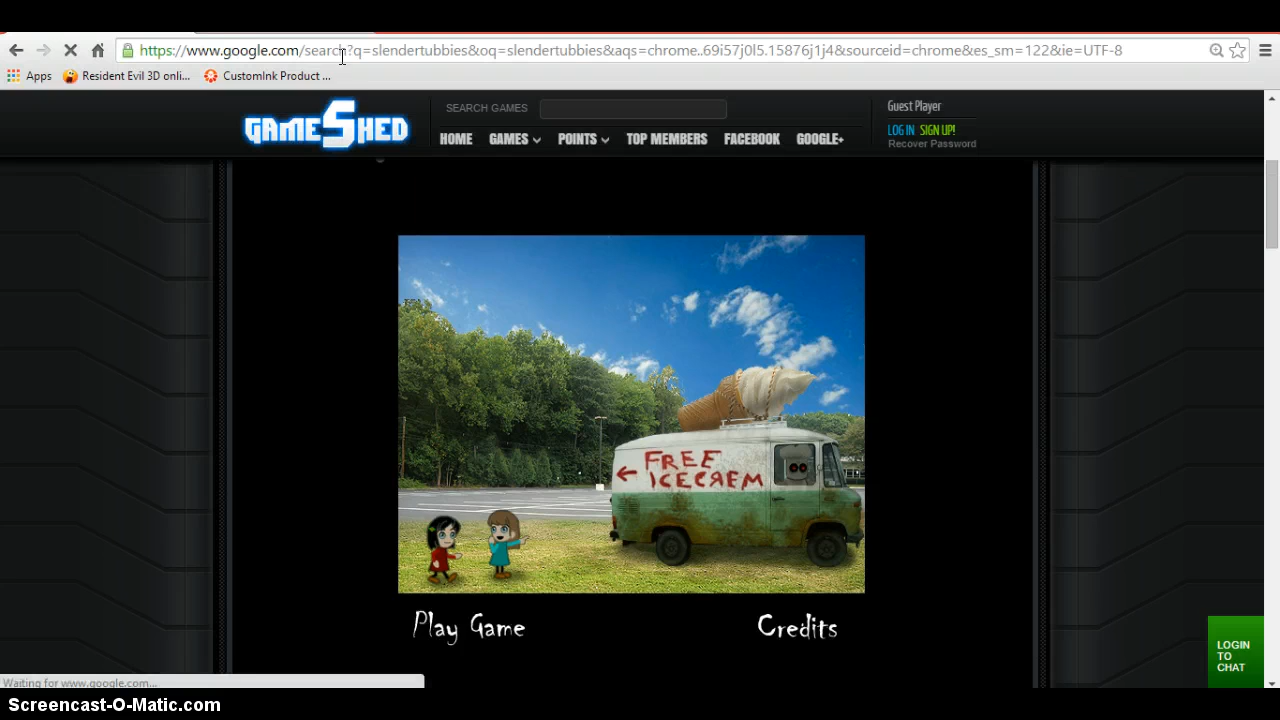 https://www.google.com/search?q=slendertubbies&oq=slendertubbies&aqs=chrome..69i57j0l5.15876j1j4&sourceid=chrome&es_sm=122&ie=UTF-8
Apps Resident Evil 3D onli... CustomInk Product ...
GAMESHED
SEARCH GAMES
Guest Player
LOG IN SIGN UP!
HOME GAMES POINTS TOP MEMBERS FACEBOOK GOOGLE+
Recover Password
FREE
ICECREM
Play Game Credits
LOGIN
TO
CHAT
Waiting for www.google.com...
Screencast-O-Matic.com